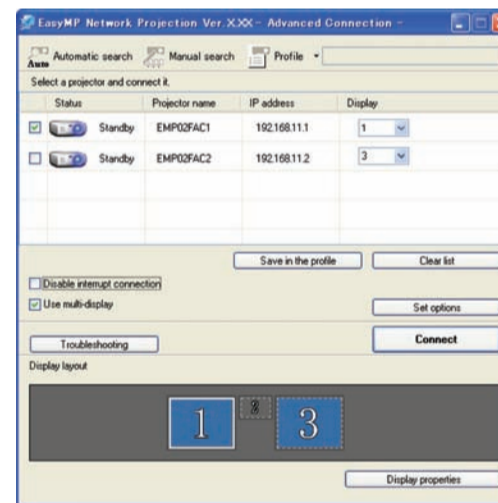 EasyMP Network Projection Ver.X.XX - Advanced Connection -
Auto Automatic search Manual search Profile
Select a projector and connect it.
Status Projector name IP address Display
Standby EMP02FAC1 192.168.11.1 1
Standby EMP02FAC2 192.168.11.2 3
Save in the profile Clear list
Disable interrupt connection
Use multi-display
Set options
Troubleshooting Connect
Display layout
1 2 3
Display properties